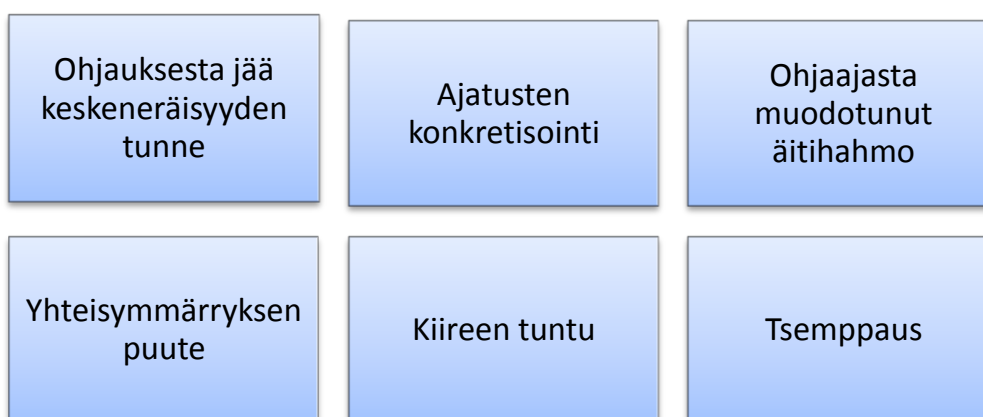 Ohjauksesta jää
keskeneräisyyden
tunne
Ajatusten
konkretisointi
Ohjaajasta
muodotunut
äitihahmo
Yhteisymmärryksen
puute
Kiireen tuntu
Tsemppaus